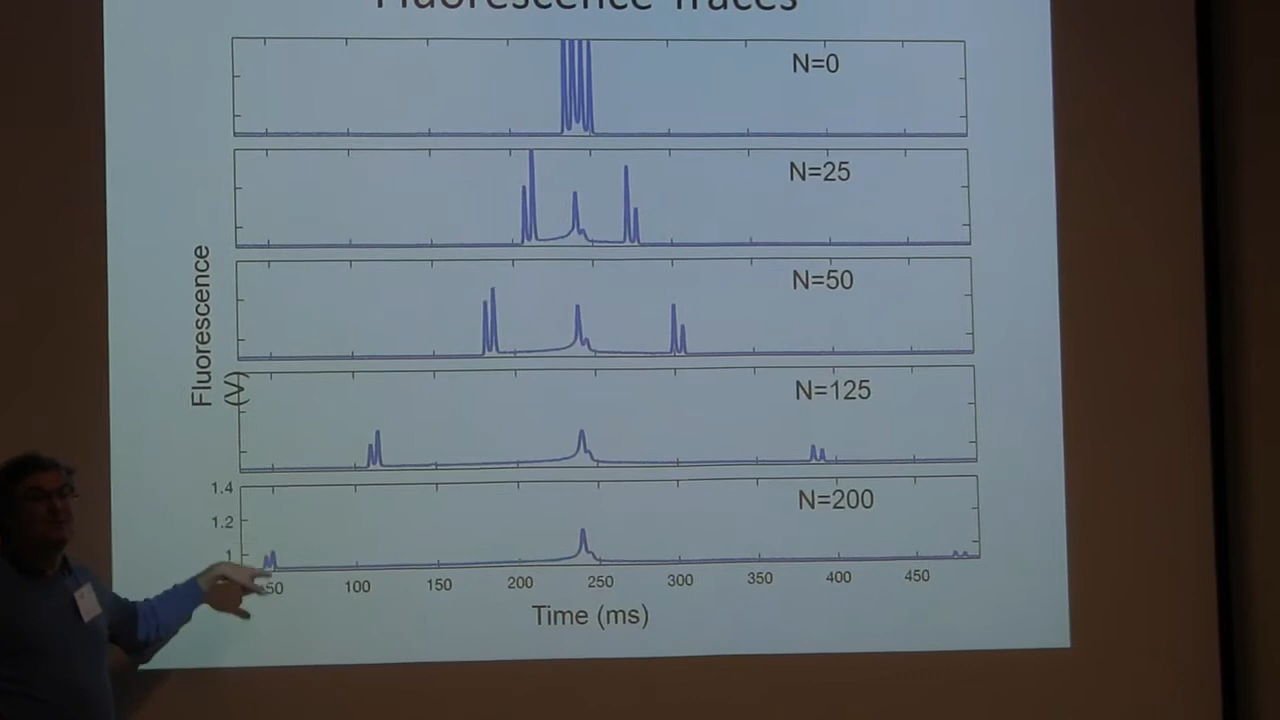 Fluorescence Traces
N=0
N=25
N=50
N=125
N=200
Fluorescence
(V)
1.4
1.2
1
50 100 150 200 250 300 350 400 450
Time (ms)